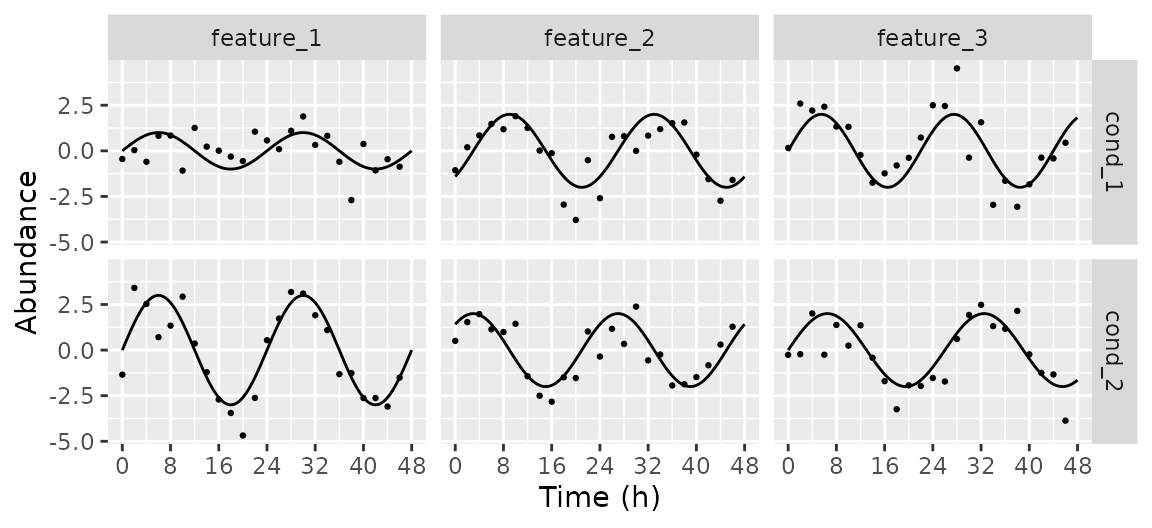 feature_1 feature_2 feature_3
Abundance
2.5
0.0
-2.5
-5.0
cond_1
2.5
0.0
-2.5
-5.0
cond_2
0 8 16 24 32 40 48 0 8 16 24 32 40 48 0 8 16 24 32 40 48
Time (h)